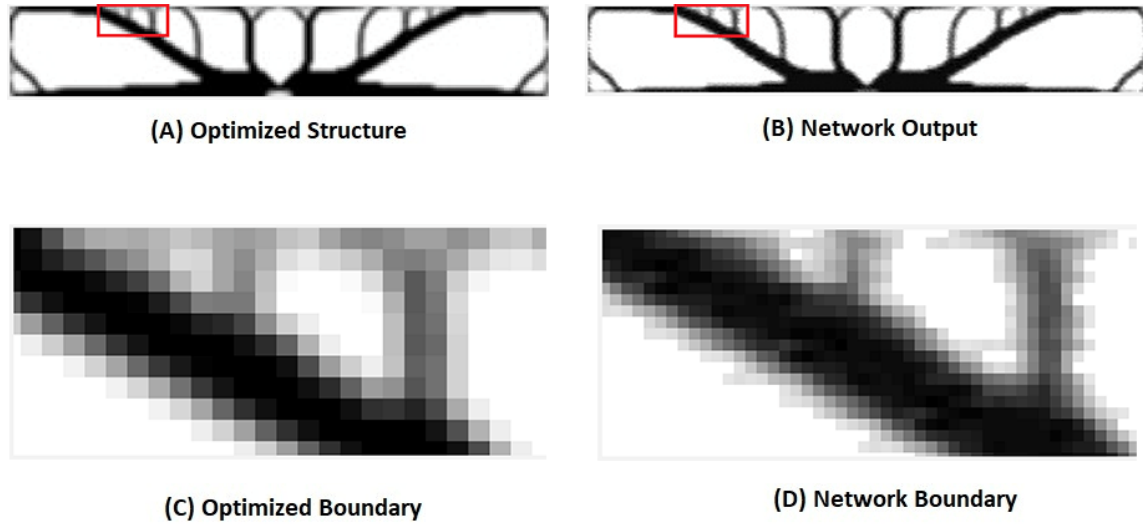 (A) Optimized Structure
(B) Network Output
(C) Optimized Boundary
(D) Network Boundary